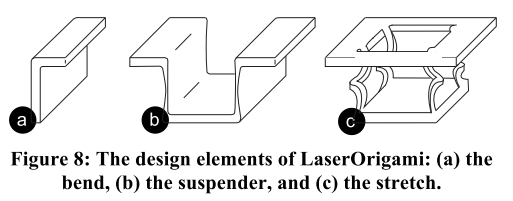 a b c
Figure 8: The design elements of LaserOrigami: (a) the
bend, (b) the suspender, and (c) the stretch.